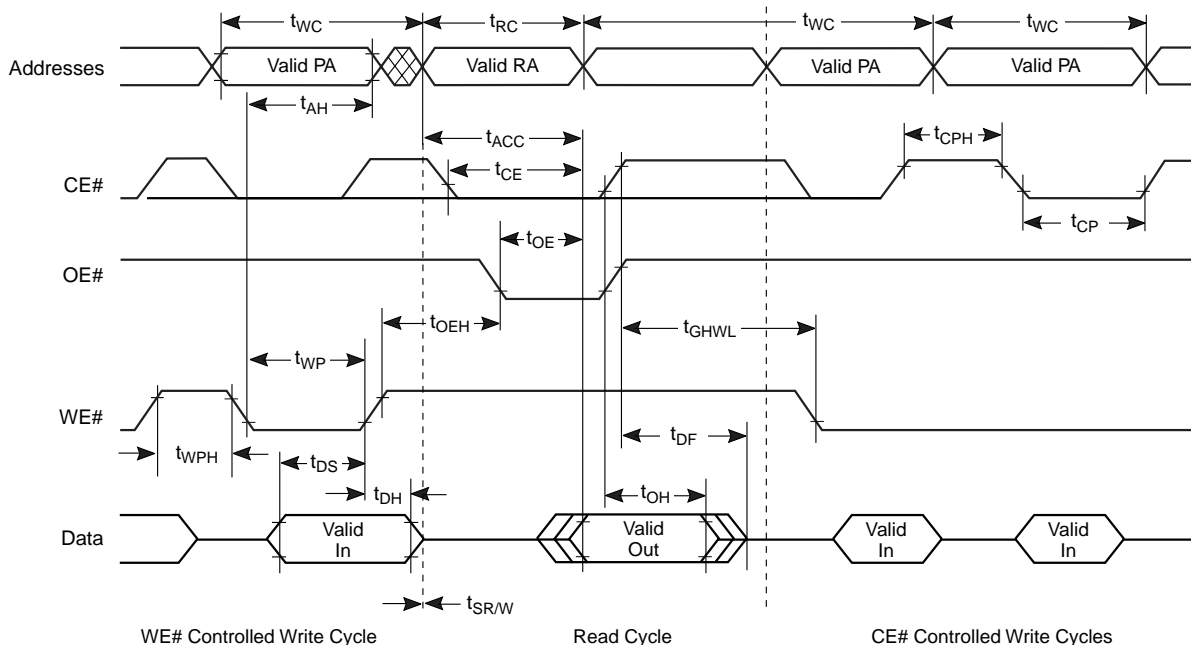 tWC tRC tWC tWC
Addresses Valid PA Valid RA Valid PA Valid PA
tAH
tACC
tCPH
tCE
CE#
tCP
tOE
OE#
tOEH tGHWL
tWP
WE#
tDF
tWPH tDS
tDH tOH
Data Valid In Valid Out Valid In Valid In
tSR/W
WE# Controlled Write Cycle Read Cycle CE# Controlled Write Cycles